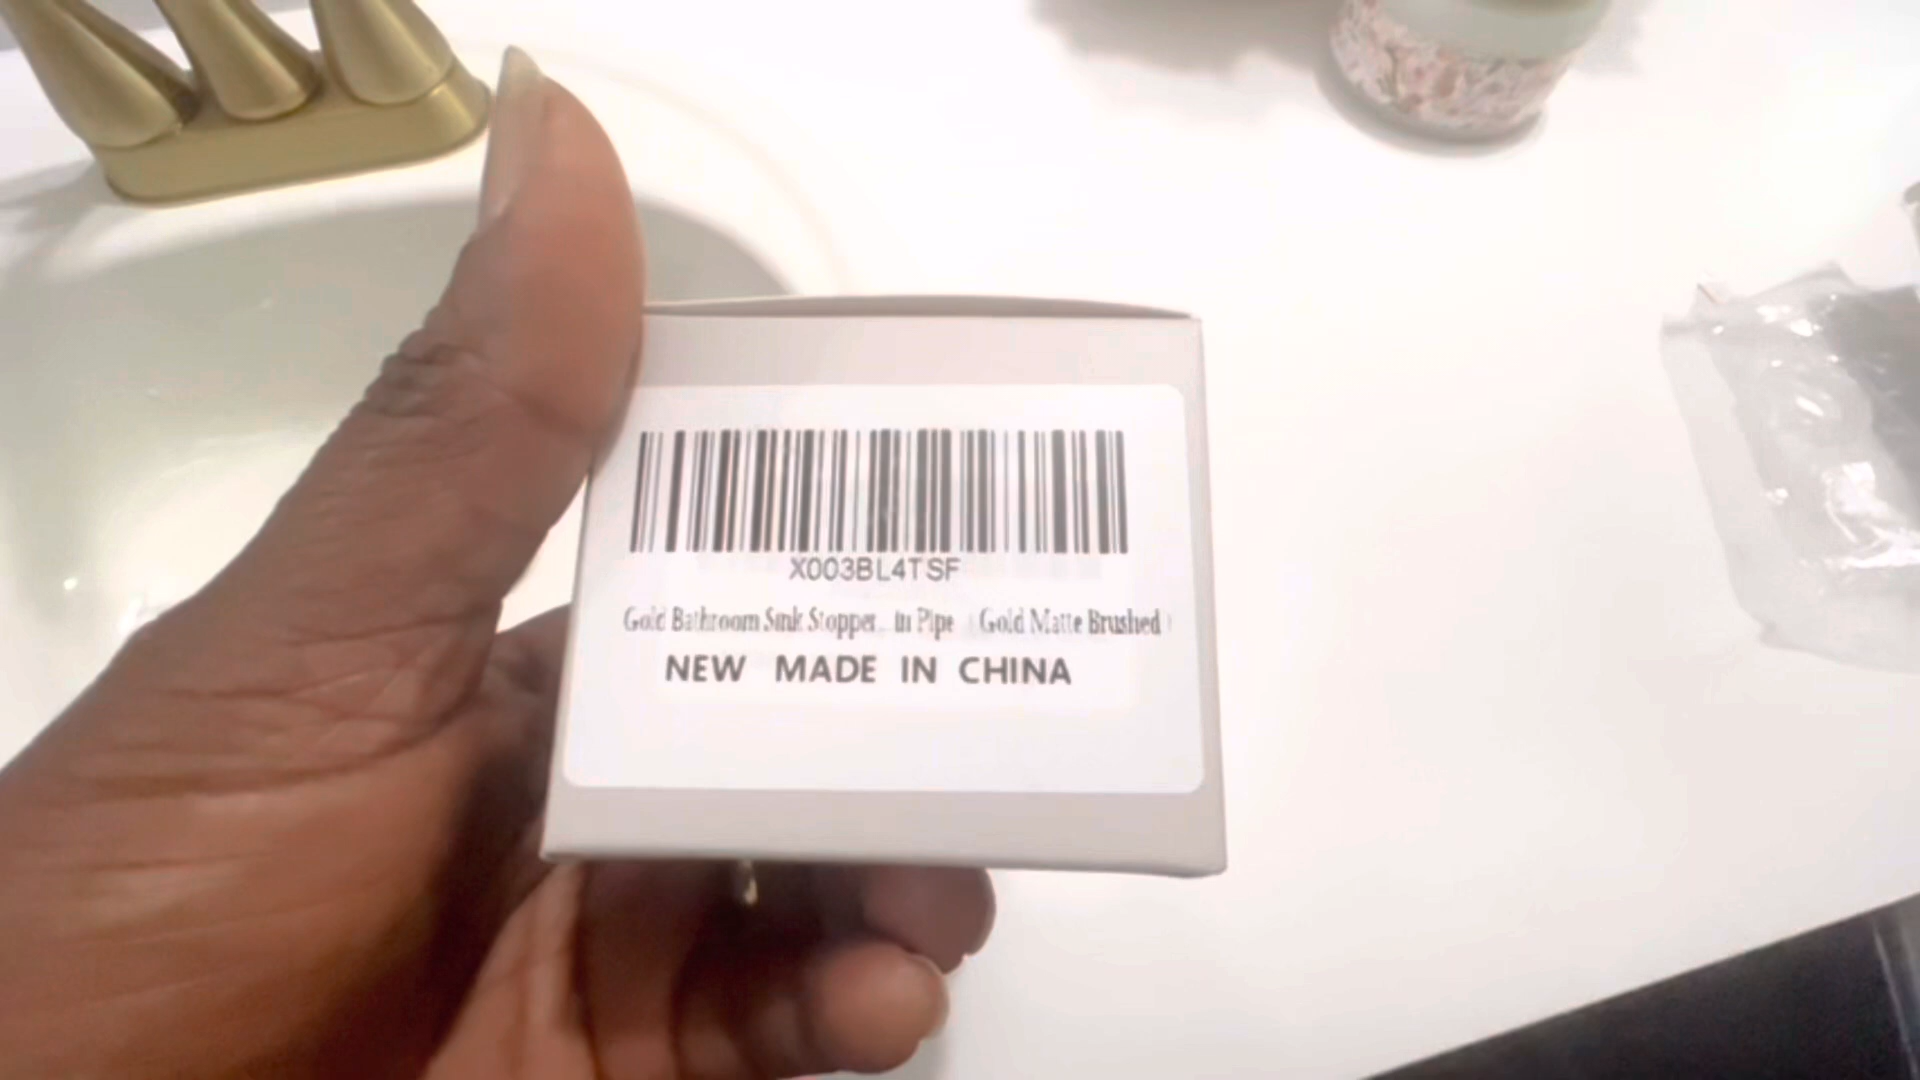 X003BL4TSF
Gold Bathroom Sink Stopper... in Pipe ( Gold Matte Brushed )
NEW MADE IN CHINA